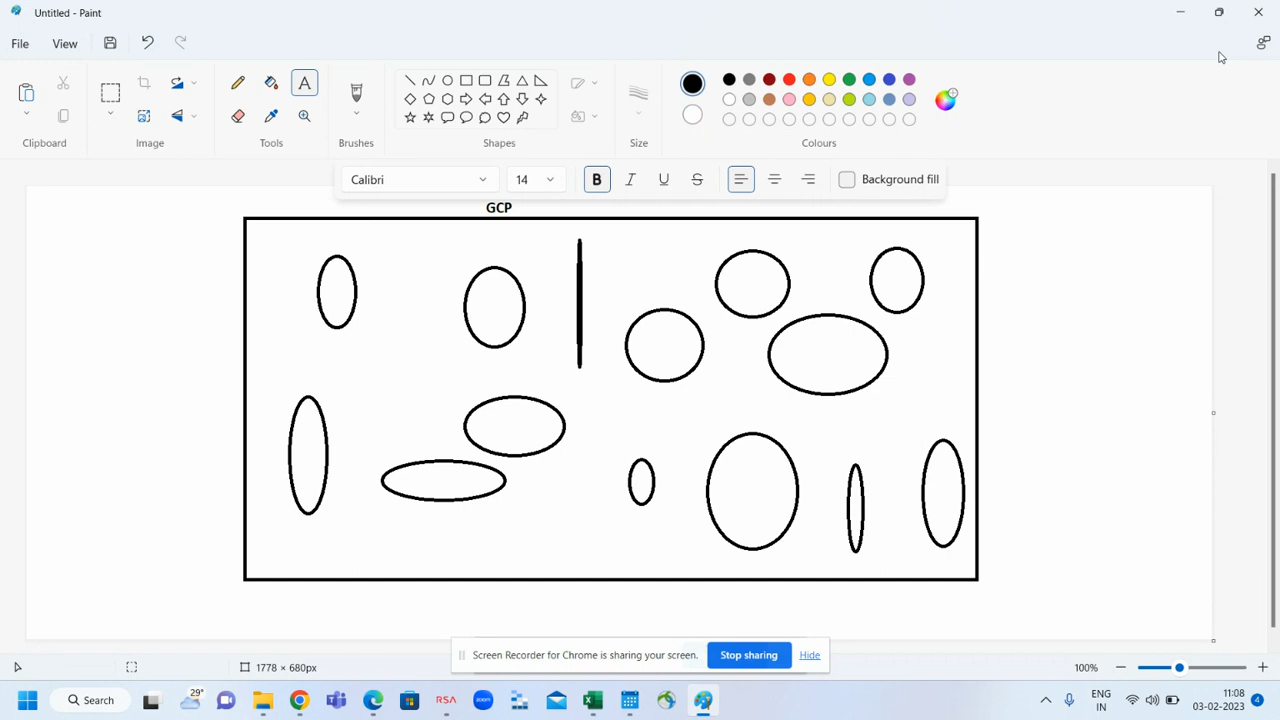 Untitled - Paint
File View
Clipboard
Image
Tools
Brushes
Shapes
Size
Colours
A
Calibri 14 B I U S Background fill
GCP
Screen Recorder for Chrome is sharing your screen. Stop sharing Hide
1778 × 680px 100%
29° Search RSA zoom ENG IN 11:08 03-02-2023 4